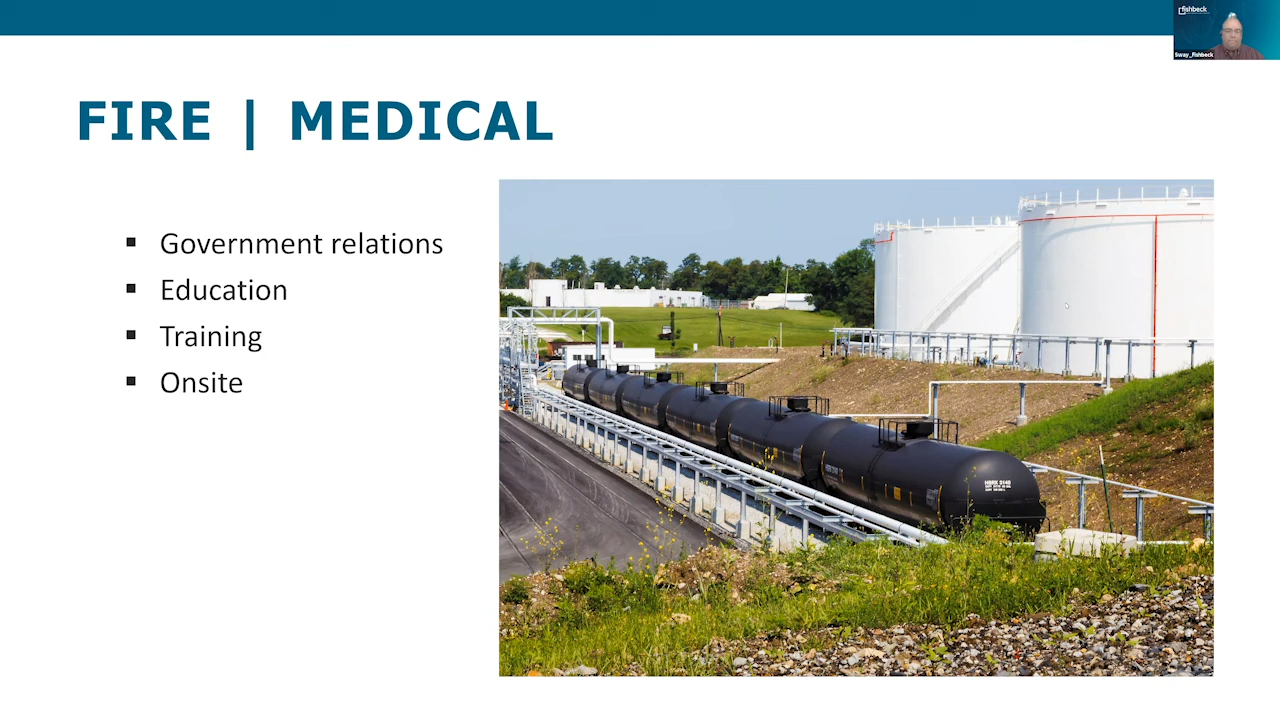 fishbeck
Sway_Fishbeck
FIRE | MEDICAL
Government relations
Education
Training
Onsite